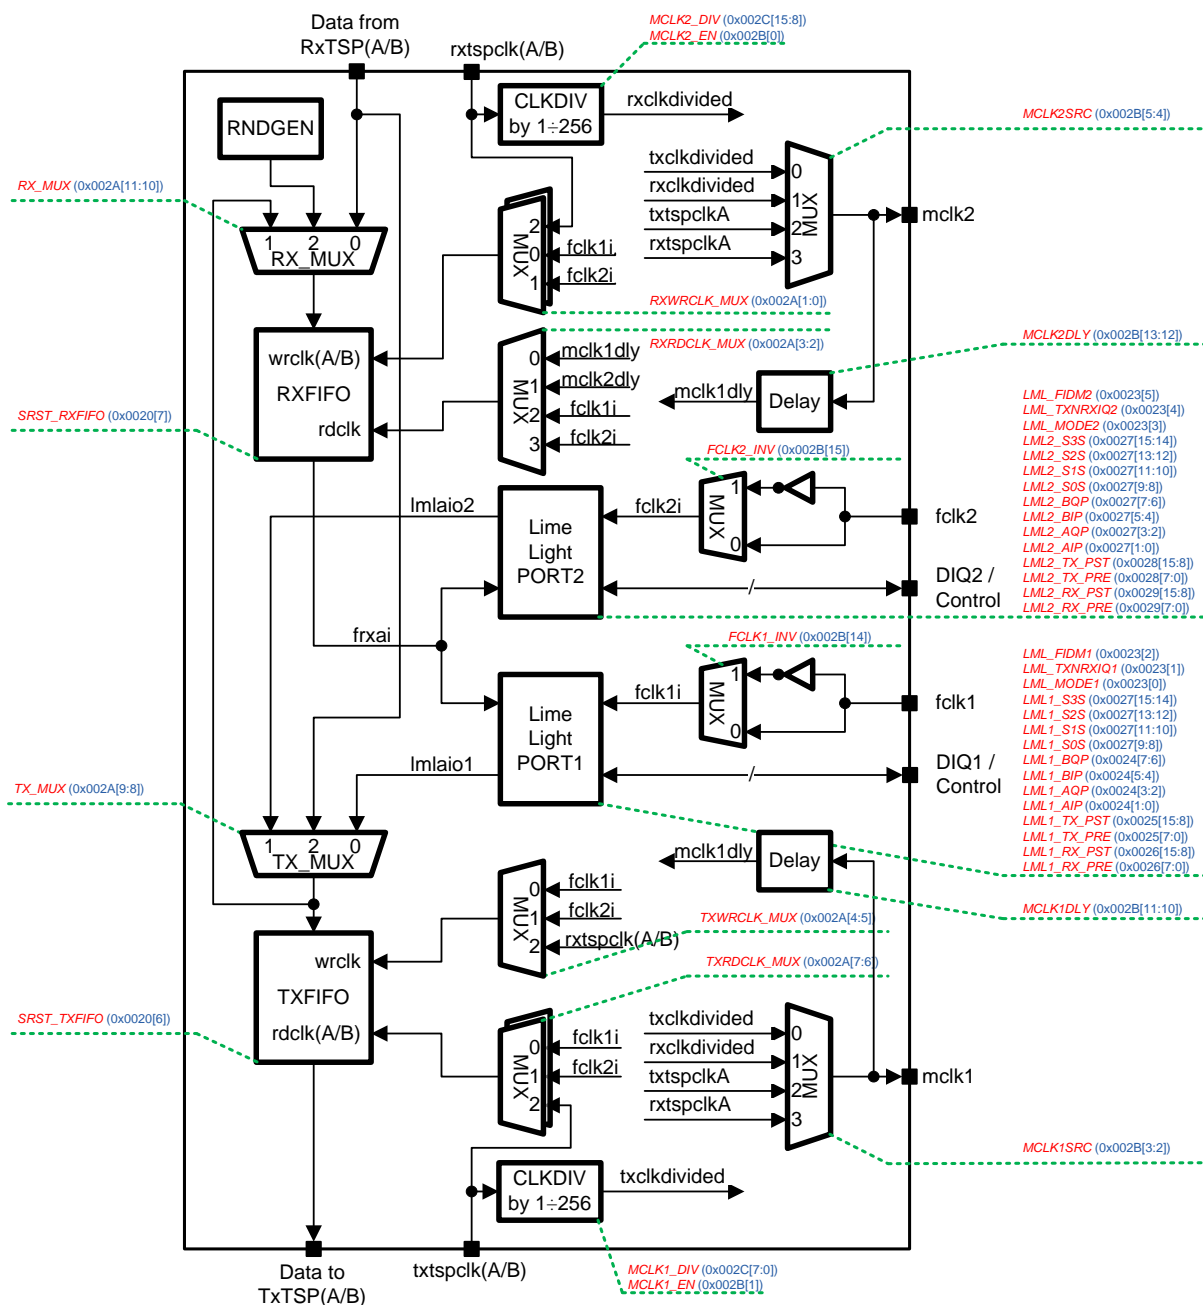 Data from
RxTSP(A/B)
rxtspclk(A/B)
MCLK2_DIV (0x002C[15:8])
MCLK2_EN (0x002B[0])
RNDGEN
CLKDIV
by 1÷256
rxclkdivided
MCLK2SRC (0x002B[5:4])
RX_MUX (0x002A[11:10])
txclkdivided
rxclkdivided
txtspclkA
rxtspclkA
0
1
2
3
MUX
mclk2
1 2 0
RX_MUX
2
0
1
MUX
fclk1i
fclk2i
RXWRCLK_MUX (0x002A[1:0])
RXRDCLK_MUX (0x002A[3:2])
MCLK2DLY (0x002B[13:12])
wrclk(A/B)
RXFIFO
rdclk
0
1
2
3
MUX
mclk1dly
mclk2dly
fclk1i
fclk2i
mclk1dly
Delay
SRST_RXFIFO (0x0020[7])
LML_FIDM2 (0x0023[5])
LML_TXNRXIQ2 (0x0023[4])
LML_MODE2 (0x0023[3])
LML2_S3S (0x0027[15:14])
LML2_S2S (0x0027[13:12])
LML2_S1S (0x0027[11:10])
LML2_S0S (0x0027[9:8])
LML2_BQP (0x0027[7:6])
LML2_BIP (0x0027[5:4])
LML2_AQP (0x0027[3:2])
LML2_AIP (0x0027[1:0])
LML2_TX_PST (0x0028[15:8])
LML2_TX_PRE (0x0028[7:0])
LML2_RX_PST (0x0029[15:8])
LML2_RX_PRE (0x0029[7:0])
FCLK2_INV (0x002B[15])
lmlaio2
Lime
Light
PORT2
fclk2i
1
0
MUX
fclk2
DIQ2 /
Control
/
frxai
FCLK1_INV (0x002B[14])
LML_FIDM1 (0x0023[2])
LML_TXNRXIQ1 (0x0023[1])
LML_MODE1 (0x0023[0])
LML1_S3S (0x0027[15:14])
LML1_S2S (0x0027[13:12])
LML1_S1S (0x0027[11:10])
LML1_S0S (0x0027[9:8])
LML1_BQP (0x0024[7:6])
LML1_BIP (0x0024[5:4])
LML1_AQP (0x0024[3:2])
LML1_AIP (0x0024[1:0])
LML1_TX_PST (0x0025[15:8])
LML1_TX_PRE (0x0025[7:0])
LML1_RX_PST (0x0026[15:8])
LML1_RX_PRE (0x0026[7:0])
lmlaio1
Lime
Light
PORT1
fclk1i
1
0
MUX
fclk1
DIQ1 /
Control
/
TX_MUX (0x002A[9:8])
1 2 0
TX_MUX
mclk1dly
Delay
MCLK1DLY (0x002B[11:10])
0
1
2
MUX
fclk1i
fclk2i
rxtspclk(A/B)
TXWRCLK_MUX (0x002A[4:5])
TXRDCLK_MUX (0x002A[7:6])
wrclk
TXFIFO
rdclk(A/B)
SRST_TXFIFO (0x0020[6])
0
1
2
MUX
fclk1i
fclk2i
txclkdivided
rxclkdivided
txtspclkA
rxtspclkA
0
1
2
3
MUX
mclk1
MCLK1SRC (0x002B[3:2])
CLKDIV
by 1÷256
txclkdivided
Data to
TxTSP(A/B)
txtspclk(A/B)
MCLK1_DIV (0x002C[7:0])
MCLK1_EN (0x002B[1])